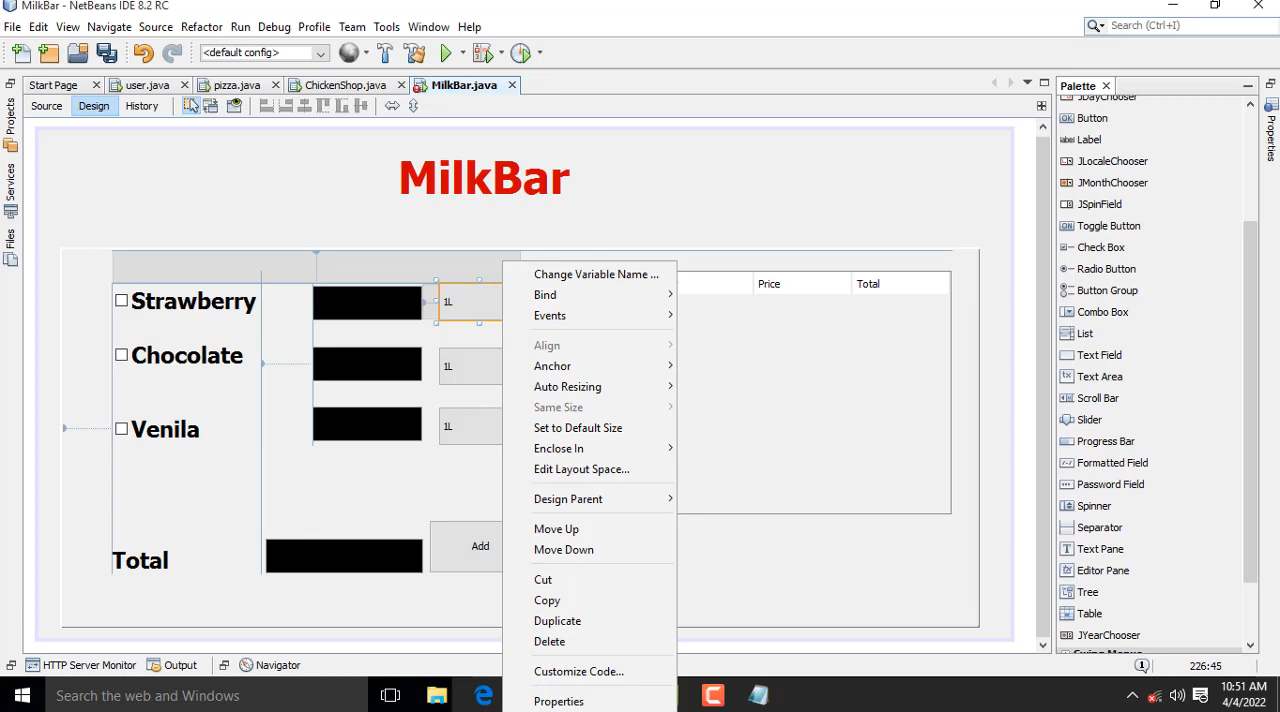 MilkBar - NetBeans IDE 8.2 RC
File Edit View Navigate Source Refactor Run Debug Profile Team Tools Window Help
Search (Ctrl+I)
<default config>
Start Page user.java pizza.java ChickenShop.java MilkBar.java
Source Design History
Projects
Services
Files
MilkBar
Strawberry
1L
Chocolate
1L
Venila
1L
Total
Add
Price Total
Change Variable Name ...
Bind
Events
Align
Anchor
Auto Resizing
Same Size
Set to Default Size
Enclose In
Edit Layout Space...
Design Parent
Move Up
Move Down
Cut
Copy
Duplicate
Delete
Customize Code...
Properties
Palette
JDayChooser
OK Button
label Label
JLocaleChooser
JMonthChooser
JSpinField
ON Toggle Button
Check Box
Radio Button
Button Group
Combo Box
List
Text Field
Text Area
Scroll Bar
Slider
Progress Bar
Formatted Field
Password Field
Spinner
Separator
Text Pane
Editor Pane
Tree
Table
JYearChooser
Swing Menus
Properties
HTTP Server Monitor Output Navigator
1 226:45
Search the web and Windows
10:51 AM
4/4/2022